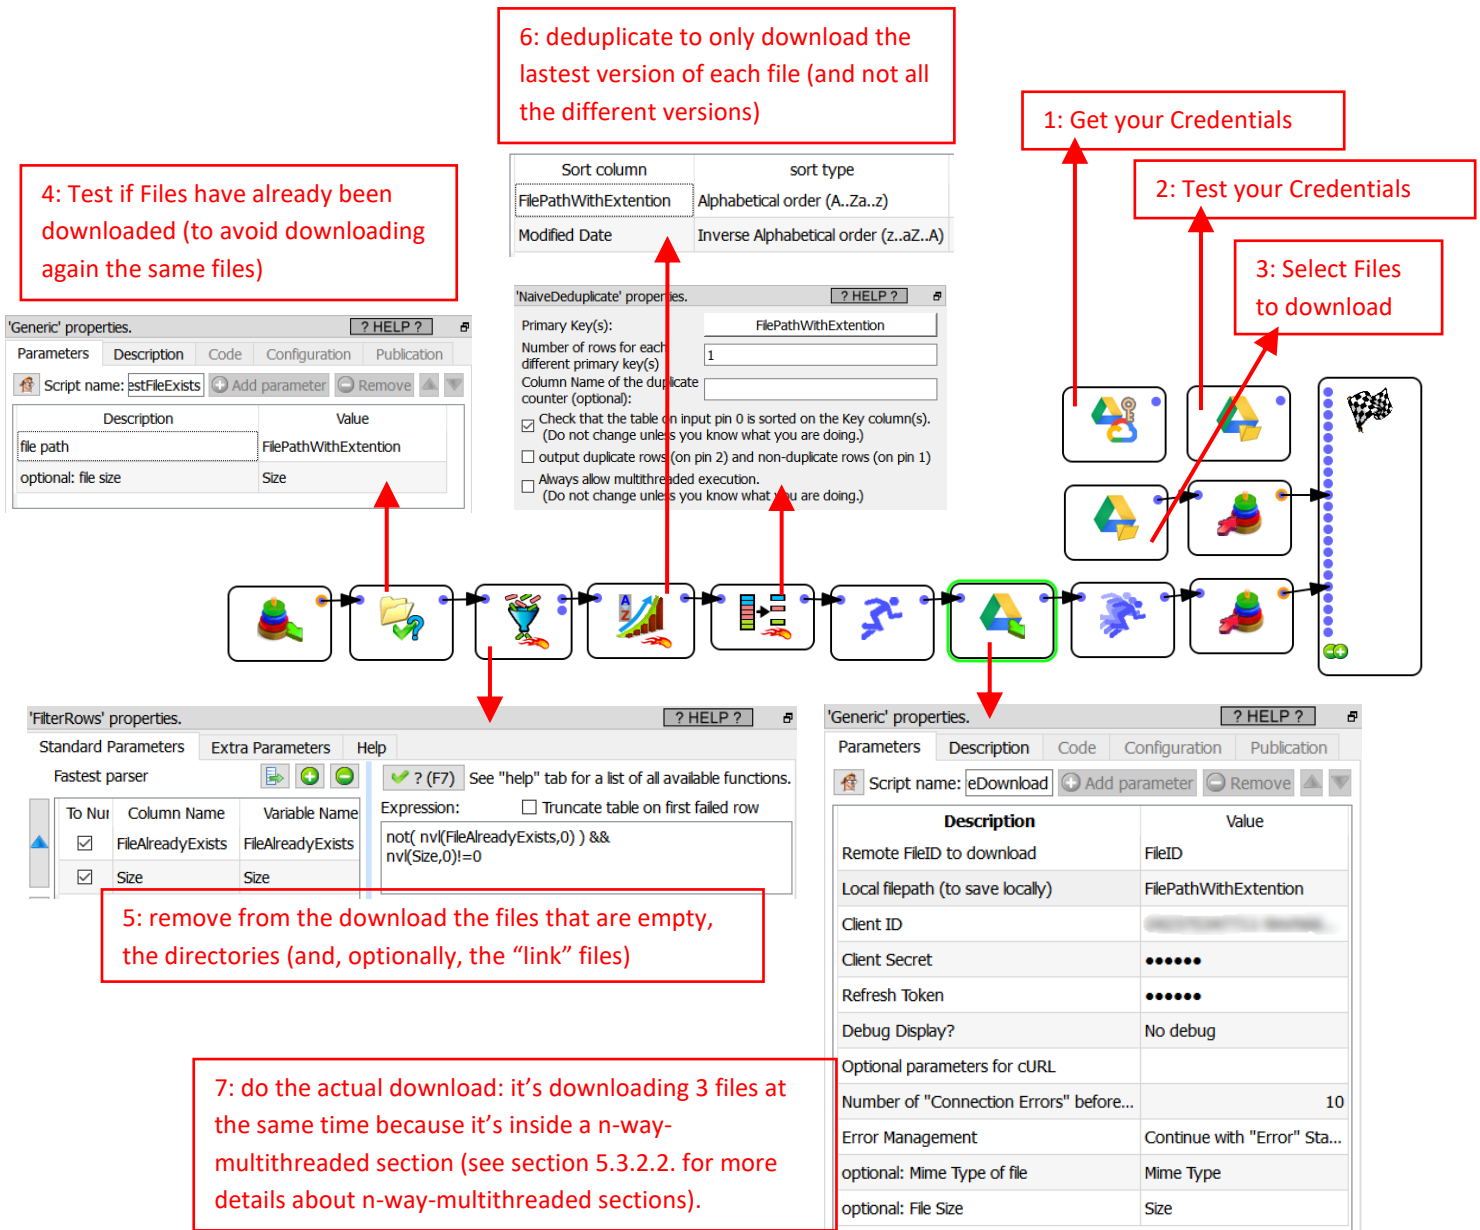 6: deduplicate to only download the
lastest version of each file (and not all
the different versions)
1: Get your Credentials
2: Test your Credentials
3: Select Files
to download
4: Test if Files have already been
downloaded (to avoid downloading
again the same files)
Sort column sort type
FilePathWithExtention Alphabetical order (A..Za..z)
Modified Date Inverse Alphabetical order (z..aZ..A)
'NaiveDeduplicate' properties. ? HELP ?
Primary Key(s): FilePathWithExtention
Number of rows for each
different primary key(s) 1
Column Name of the duplicate
counter (optional):
Check that the table on input pin 0 is sorted on the Key column(s).
(Do not change unless you know what you are doing.)
output duplicate rows (on pin 2) and non-duplicate rows (on pin 1)
Always allow multithreaded execution.
(Do not change unless you know what you are doing.)
'Generic' properties. ? HELP ?
Parameters Description Code Configuration Publication
Script name: estFileExists Add parameter Remove
Description Value
file path FilePathWithExtention
optional: file size Size
A
Z
'FilterRows' properties. ? HELP ?
Standard Parameters Extra Parameters Help
Fastest parser ? (F7) See "help" tab for a list of all available functions.
To Nur Column Name Variable Name Expression: Truncate table on first failed row
FileAlreadyExists FileAlreadyExists
Size Size
not( nvl(FileAlreadyExists,0) ) &&
nvl(Size,0)!=0
5: remove from the download the files that are empty,
the directories (and, optionally, the “link” files)
7: do the actual download: it’s downloading 3 files at
the same time because it’s inside a n-way-
multithreaded section (see section 5.3.2.2. for more
details about n-way-multithreaded sections).
'Generic' properties. ? HELP ?
Parameters Description Code Configuration Publication
Script name: eDownload Add parameter Remove
Description Value
Remote FileID to download FileID
Local filepath (to save locally) FilePathWithExtention
Client ID
Client Secret ●●●●●●
Refresh Token ●●●●●●
Debug Display? No debug
Optional parameters for cURL
Number of "Connection Errors" before... 10
Error Management Continue with "Error" Sta...
optional: Mime Type of file Mime Type
optional: File Size Size